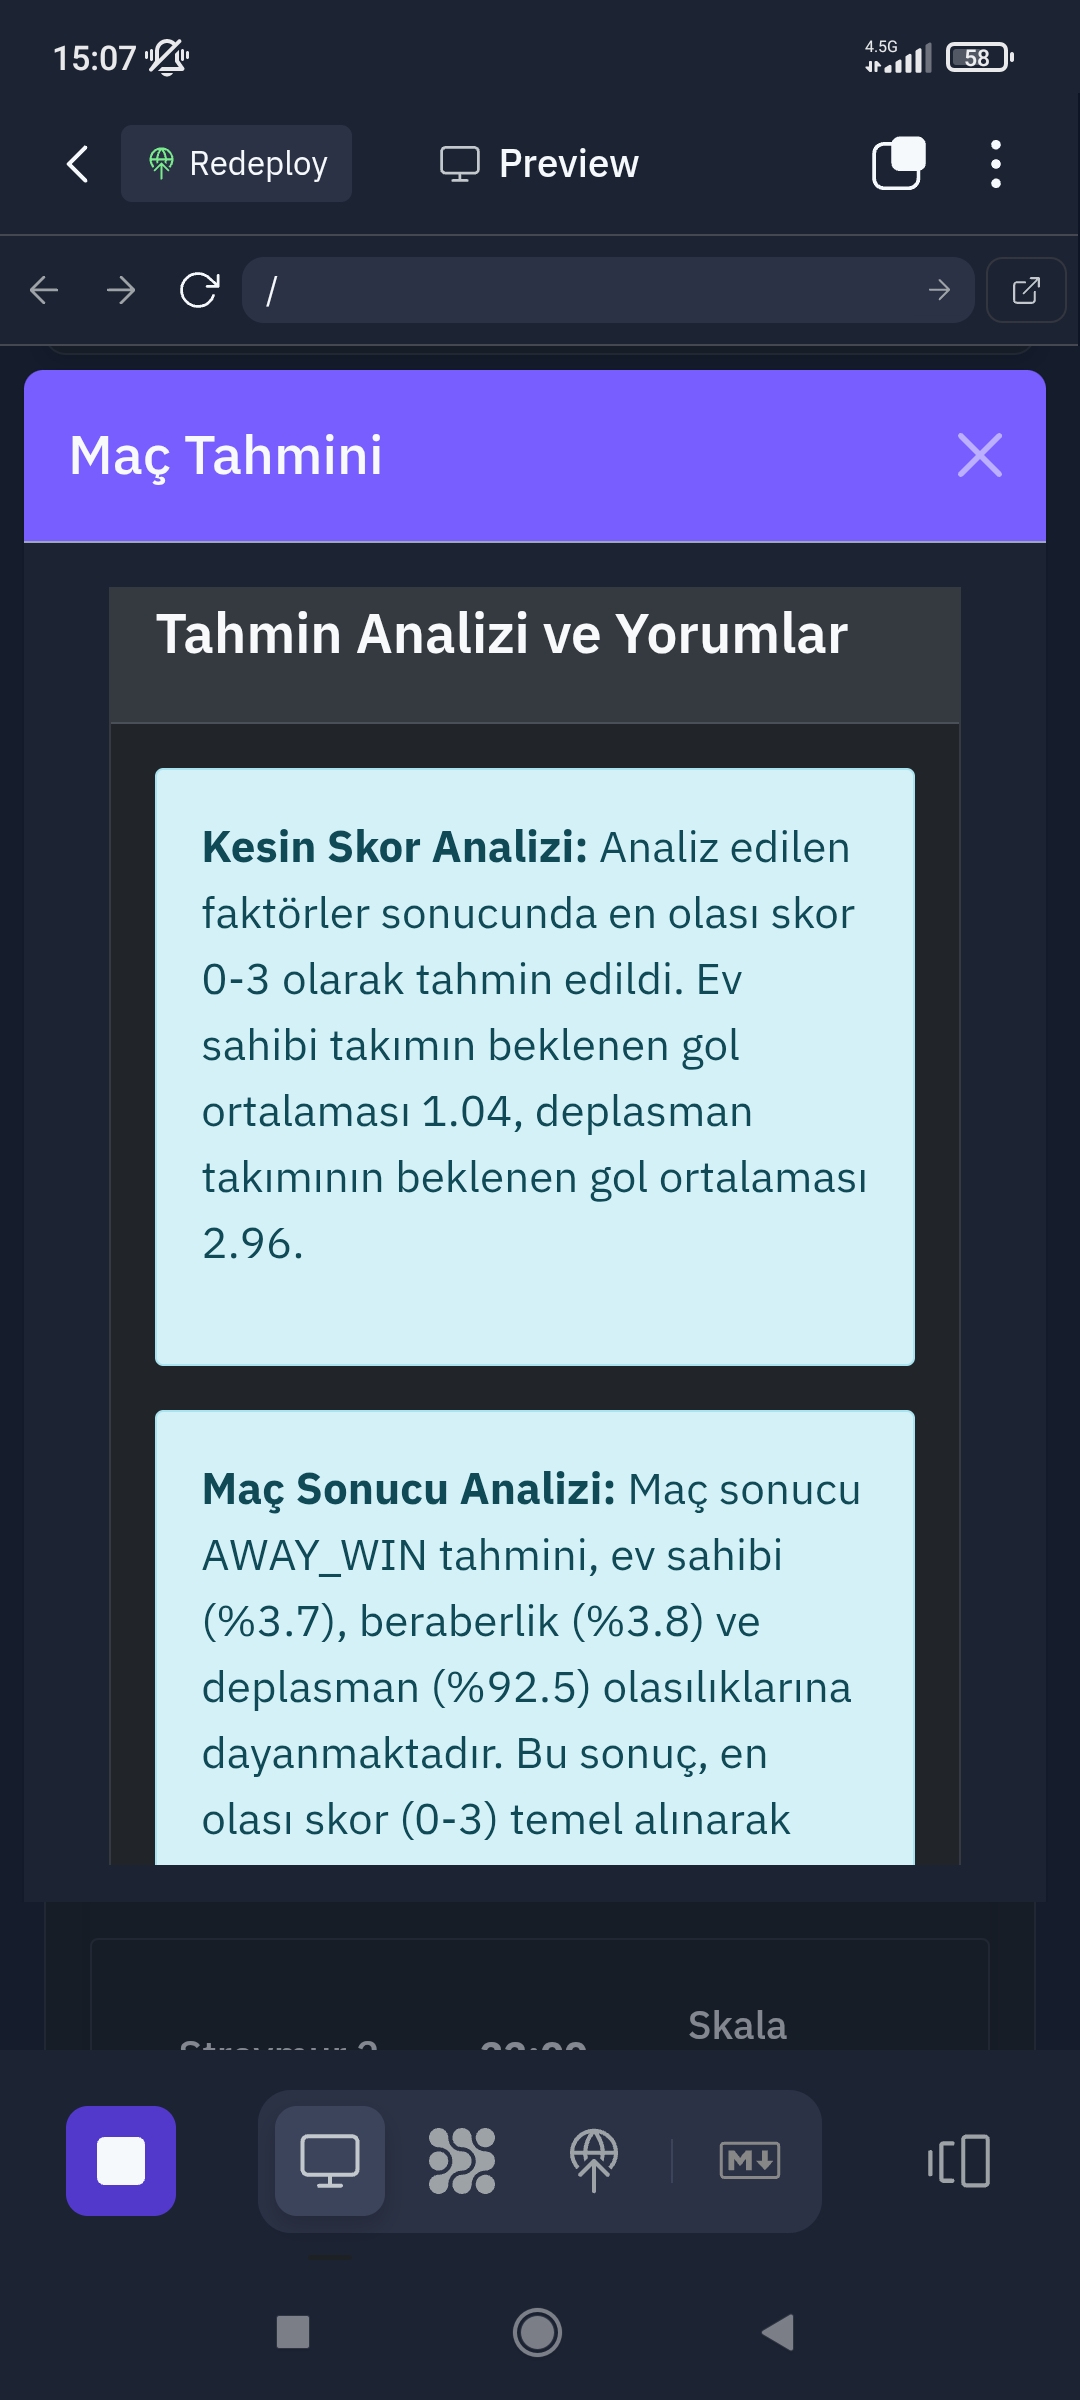 15:07
4.5G
58
Redeploy
Preview
/
Maç Tahmini
Tahmin Analizi ve Yorumlar
Kesin Skor Analizi: Analiz edilen
faktörler sonucunda en olası skor
0-3 olarak tahmin edildi. Ev
sahibi takımın beklenen gol
ortalaması 1.04, deplasman
takımının beklenen gol ortalaması
2.96.
Maç Sonucu Analizi: Maç sonucu
AWAY_WIN tahmini, ev sahibi
(%3.7), beraberlik (%3.8) ve
deplasman (%92.5) olasılıklarına
dayanmaktadır. Bu sonuç, en
olası skor (0-3) temel alınarak
Skala
M